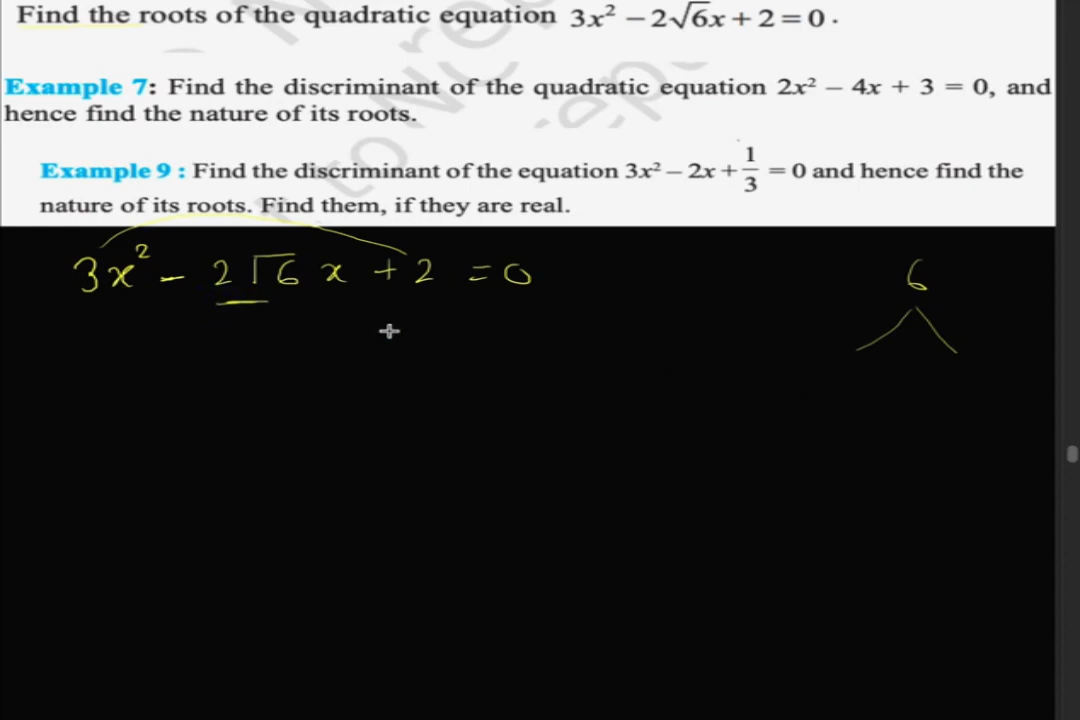 Find the roots of the quadratic equation 3x² − 2√6x + 2 = 0 .
Example 7: Find the discriminant of the quadratic equation 2x² – 4x + 3 = 0, and
hence find the nature of its roots.
Example 9 : Find the discriminant of the equation 3x² – 2x + 1/3 = 0 and hence find the
nature of its roots. Find them, if they are real.
3x² − 2√6 x + 2 = 0
6